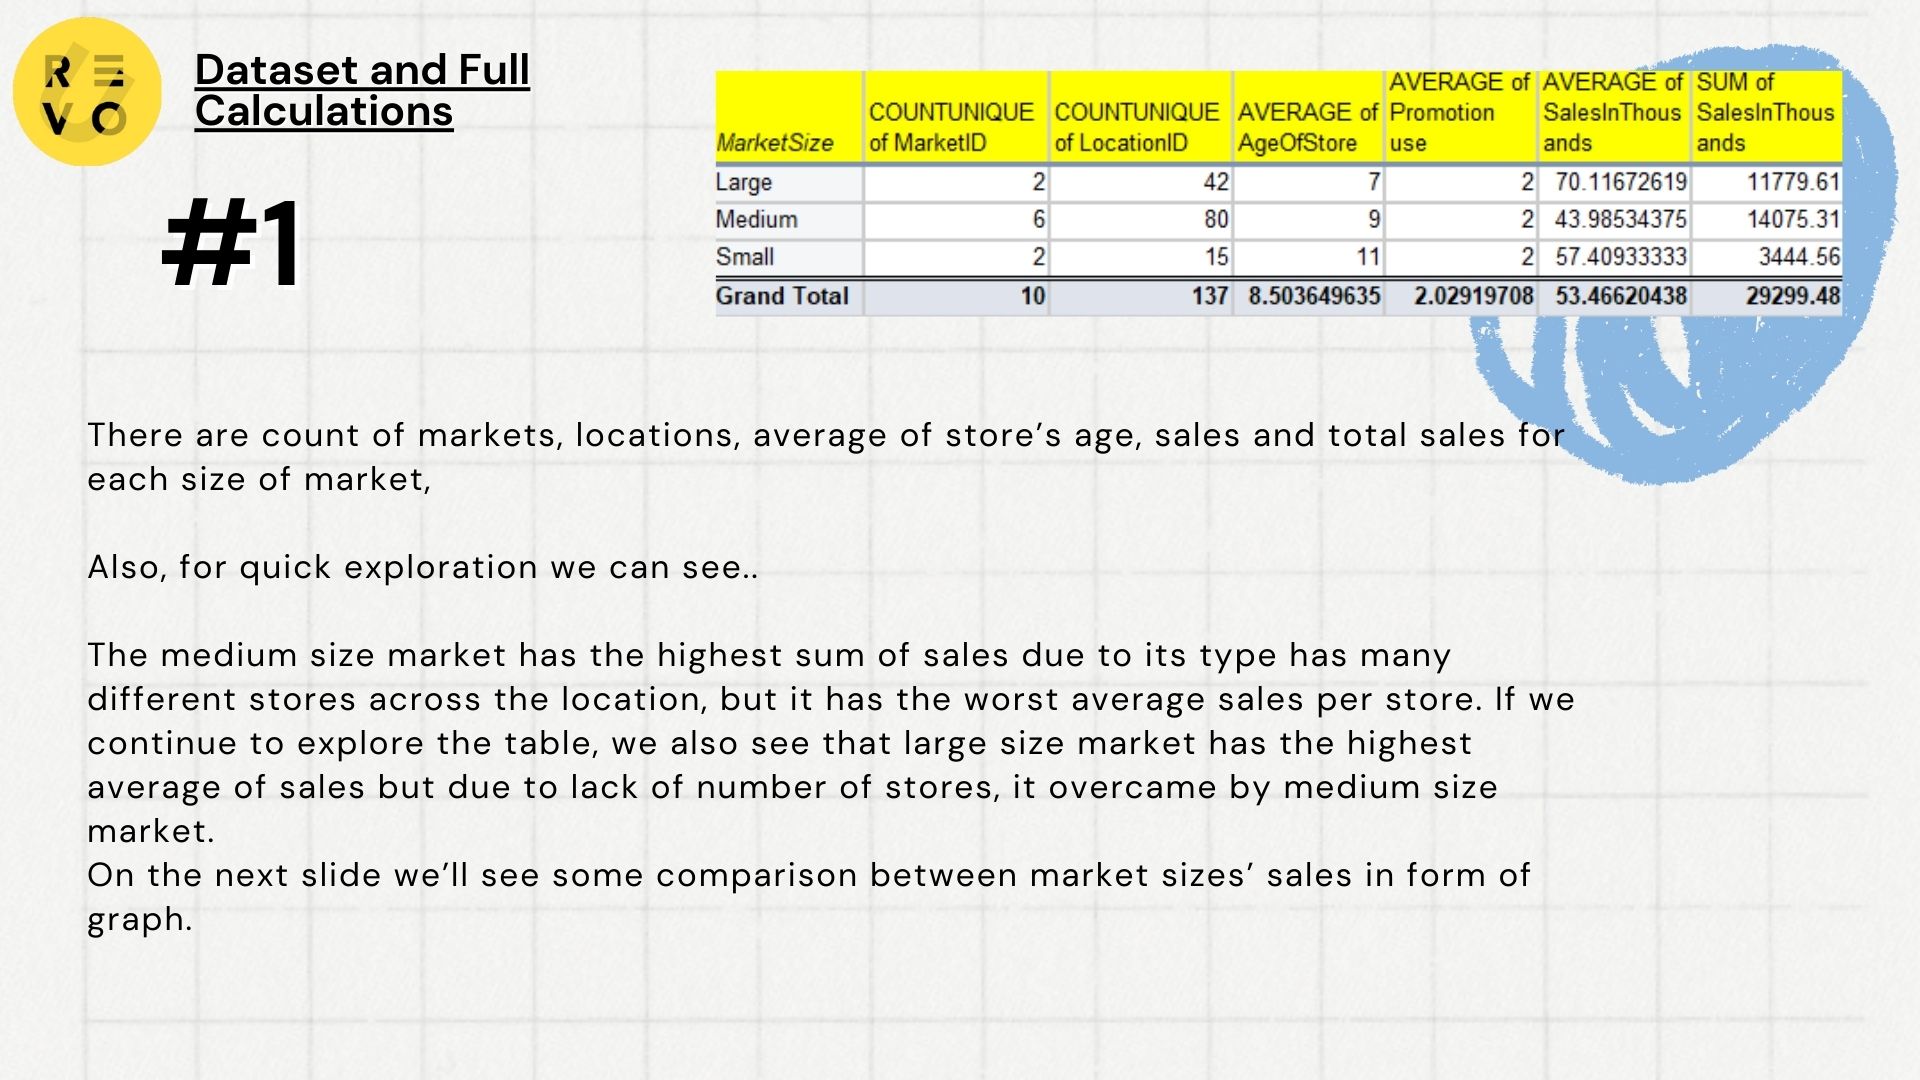 R E
V O
Dataset and Full
Calculations
#1
MarketSize COUNTUNIQUE of MarketID COUNTUNIQUE of LocationID AVERAGE of AgeOfStore AVERAGE of Promotion use AVERAGE of SalesInThousands SUM of SalesInThousands
Large 2 42 7 2 70.11672619 11779.61
Medium 6 80 9 2 43.98534375 14075.31
Small 2 15 11 2 57.40933333 3444.56
Grand Total 10 137 8.503649635 2.02919708 53.46620438 29299.48
There are count of markets, locations, average of store’s age, sales and total sales for
each size of market,
Also, for quick exploration we can see..
The medium size market has the highest sum of sales due to its type has many
different stores across the location, but it has the worst average sales per store. If we
continue to explore the table, we also see that large size market has the highest
average of sales but due to lack of number of stores, it overcame by medium size
market.
On the next slide we’ll see some comparison between market sizes’ sales in form of
graph.